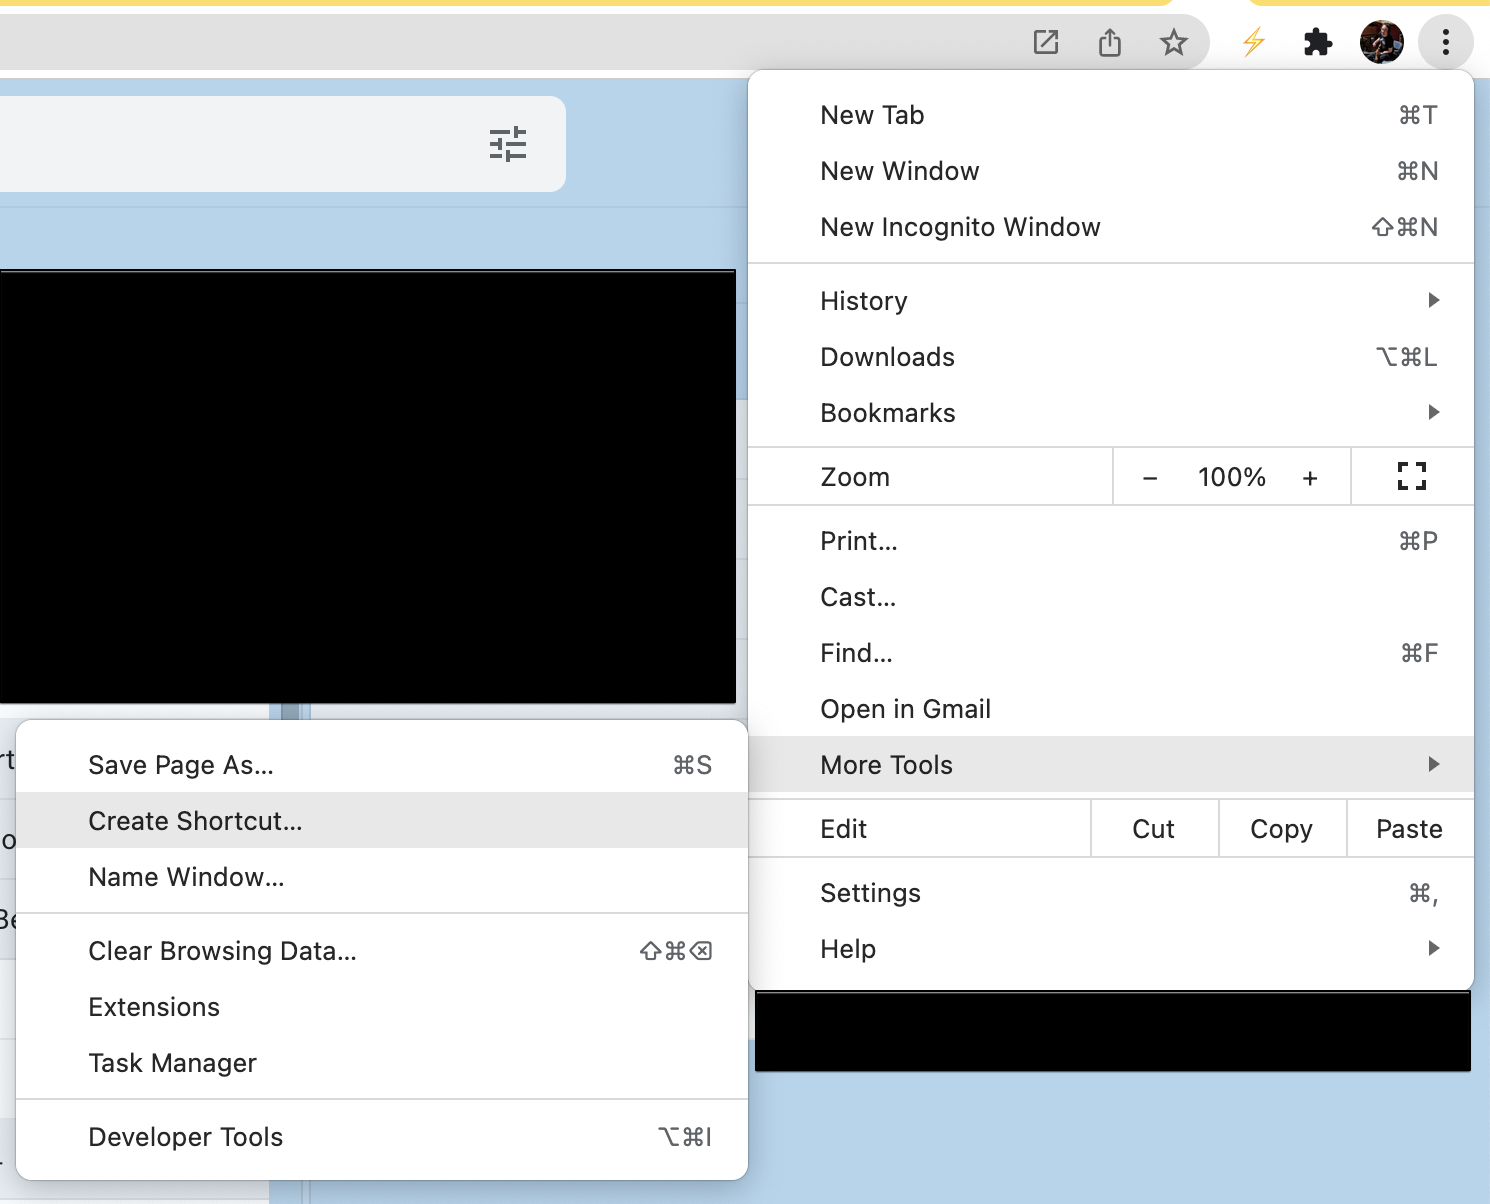 New Tab ⌘T
New Window ⌘N
New Incognito Window ⇧⌘N
History
Downloads ⌥⌘L
Bookmarks
Zoom − 100% +
Print... ⌘P
Cast...
Find... ⌘F
Open in Gmail
More Tools
Edit Cut Copy Paste
Settings ⌘,
Help
Save Page As... ⌘S
Create Shortcut...
Name Window...
Clear Browsing Data... ⇧⌘⌫
Extensions
Task Manager
Developer Tools ⌥⌘I